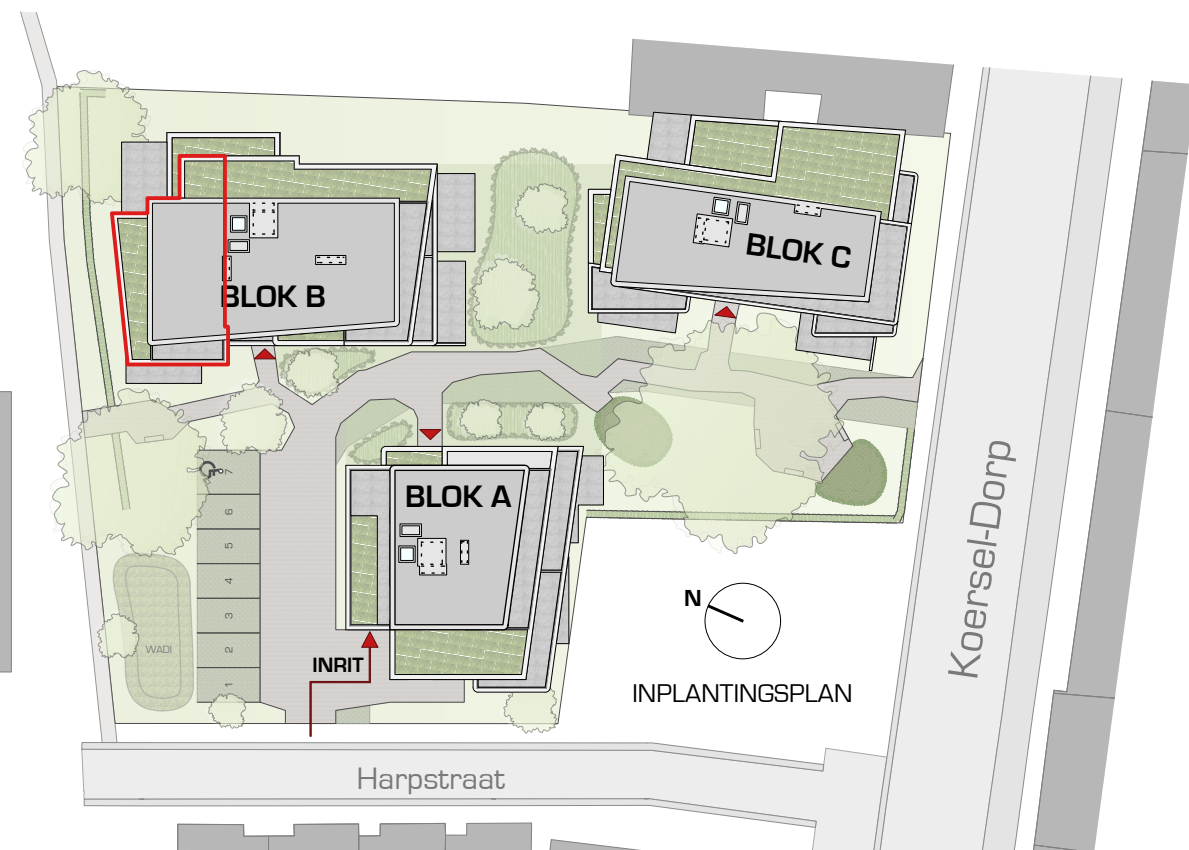 BLOK B
BLOK C
BLOK A
7
6
5
4
3
2
1
WADI
INRIT
N
INPLANTINGSPLAN
Koersel-Dorp
Harpstraat